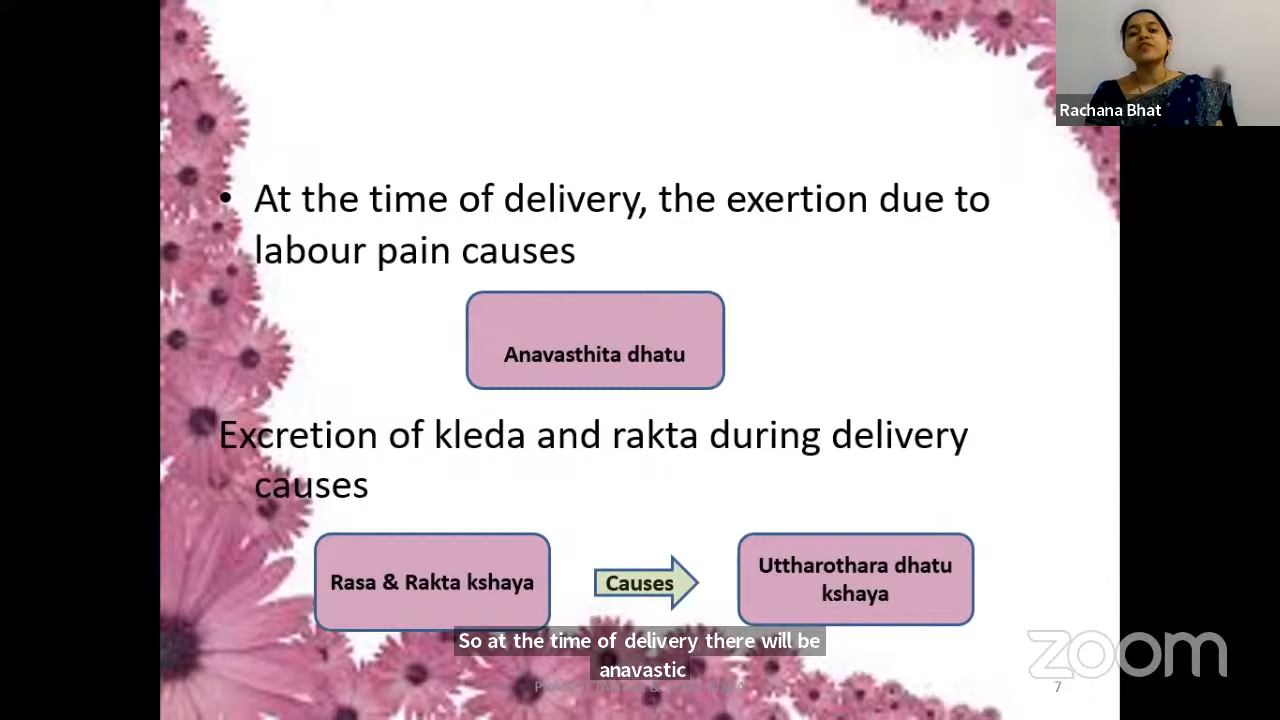 Rachana Bhat
• At the time of delivery, the exertion due to
labour pain causes
Anavasthita dhatu
Excretion of kleda and rakta during delivery
causes
Rasa & Rakta kshaya
Causes
Uttharothara dhatu
kshaya
So at the time of delivery there will be
anavastic
zoom
7